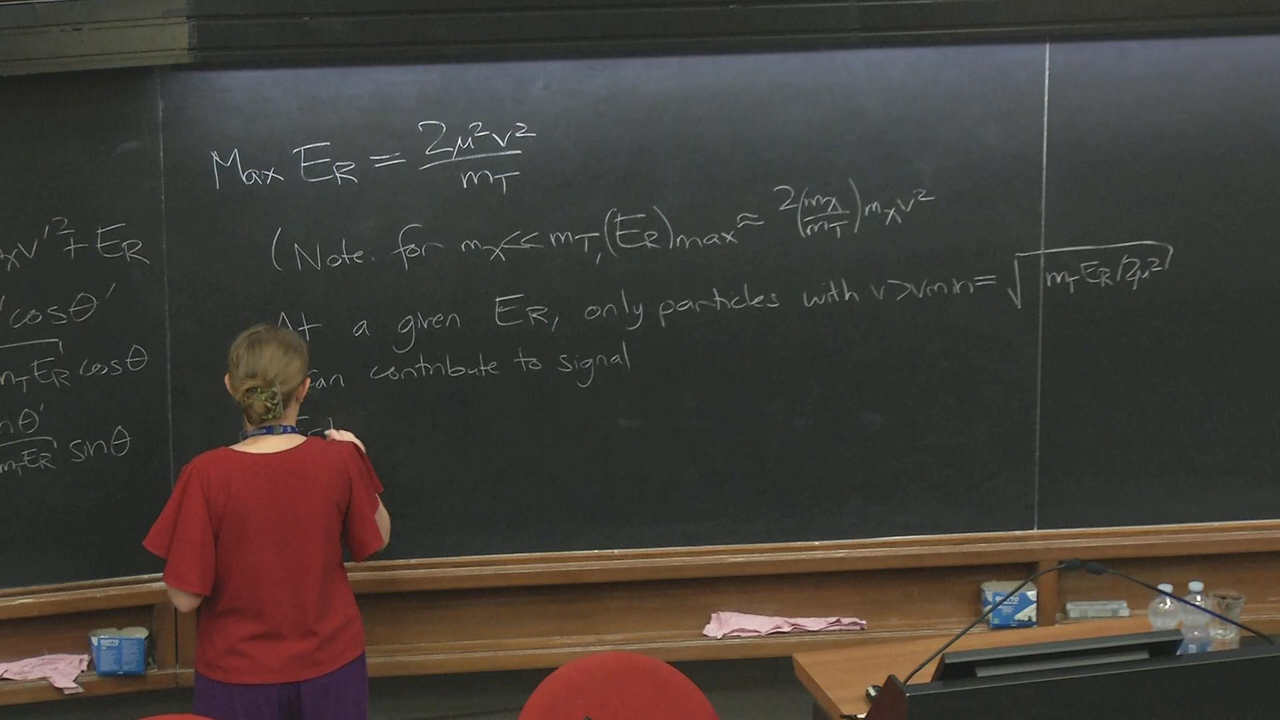 χv'² + E_R
'cosθ'
m_T E_R cosθ
nθ'
m_T E_R sinθ
Max E_R = 2μ²v² / m_T
(Note: for m_χ << m_T, (E_R)max ≈ 2(m_χ/m_T) m_χ v²
At a given E_R, only particles with v>vmin = √(m_T E_R/2μ²)
can contribute to signal